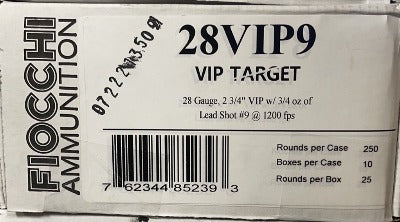 FIOCCHI
AMMUNITION
28VIP9
VIP TARGET
28 Gauge, 2 3/4" VIP w/ 3/4 oz of
Lead Shot #9 @ 1200 fps
Rounds per Case 250
Boxes per Case 10
Rounds per Box 25
7 62344 85239 3